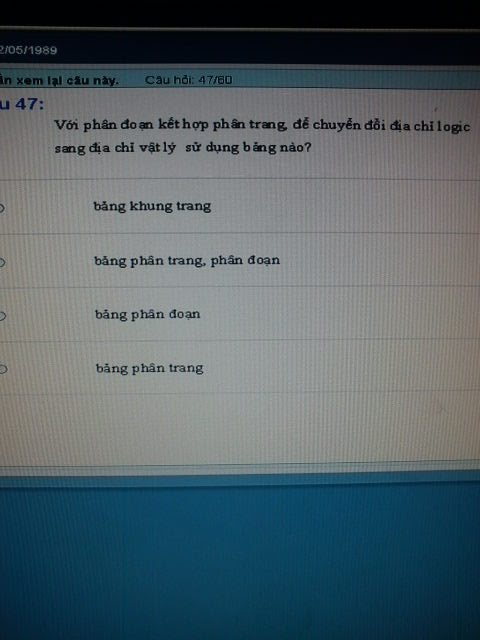 2/05/1989
ần xem lại câu này. Câu hỏi: 47/60
u 47:
Với phân đoạn kết hợp phân trang, để chuyển đổi địa chỉ logic
sang địa chỉ vật lý sử dụng bảng nào?
bảng khung trang
bảng phân trang, phân đoạn
bảng phân đoạn
bảng phân trang